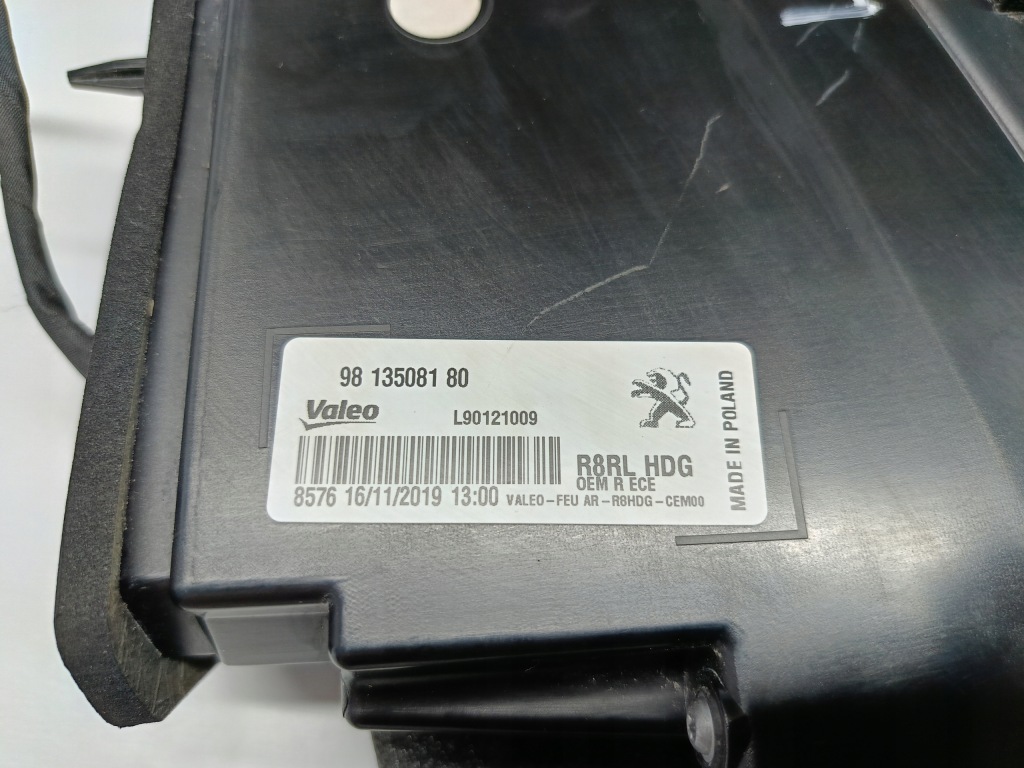 98 135081 80
Valeo L90121009
R8RL HDG
OEM R ECE
8576 16/11/2019 13:00 VALEO-FEU AR-R8HDG-CEM00
MADE IN POLAND